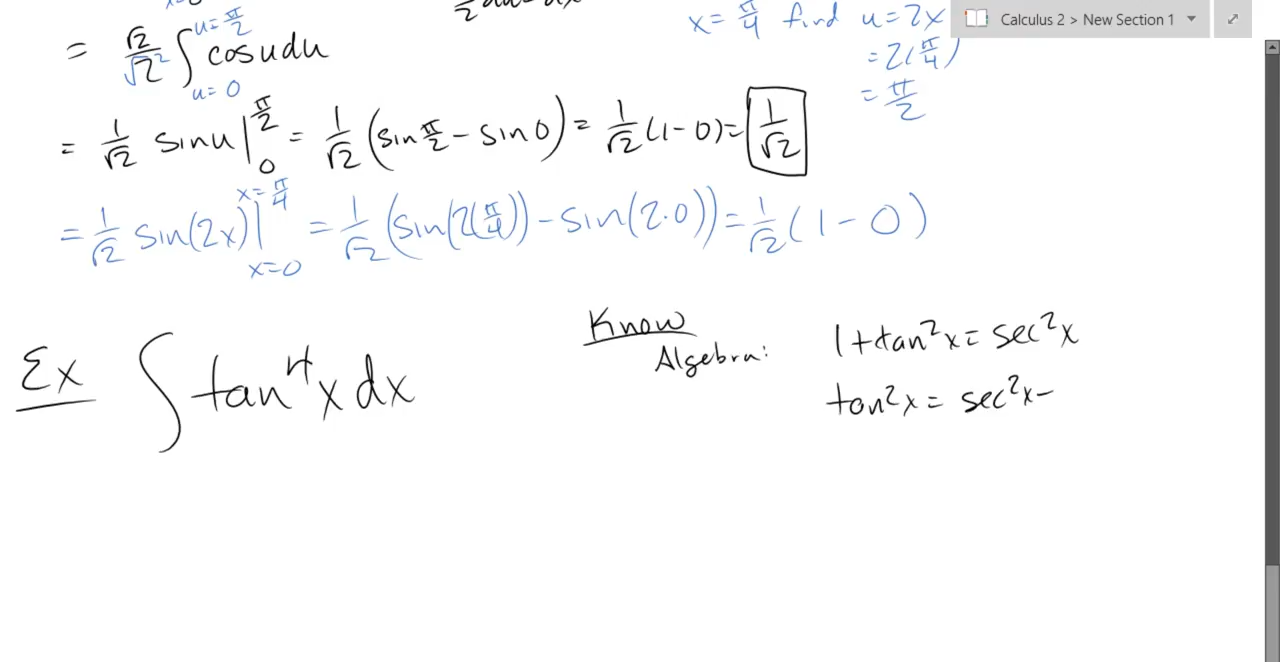 x = π/4 find u = 2x
Calculus 2 > New Section 1
= 2(π/4)
= π/2
= √2/√2² ∫_{u=0}^{u=π/2} cos u du
= 1/√2 sin u |_0^{π/2} = 1/√2 (sin π/2 − sin 0) = 1/√2 (1 − 0) = 1/√2
= 1/√2 sin(2x) |_{x=0}^{x=π/4} = 1/√2 (sin(2(π/4)) − sin(2·0)) = 1/√2 (1 − 0)
Know
Algebra: 1 + tan²x = sec²x
Ex ∫ tan⁴x dx
tan²x = sec²x −